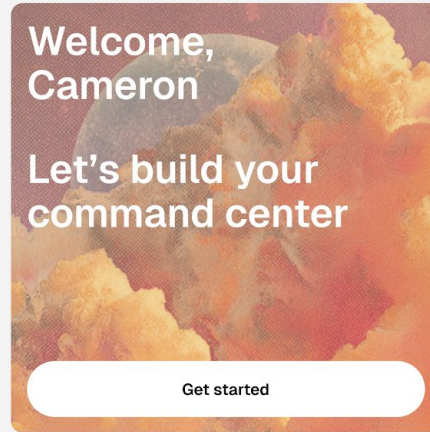 Welcome,
Cameron
Let’s build your
command center
Get started